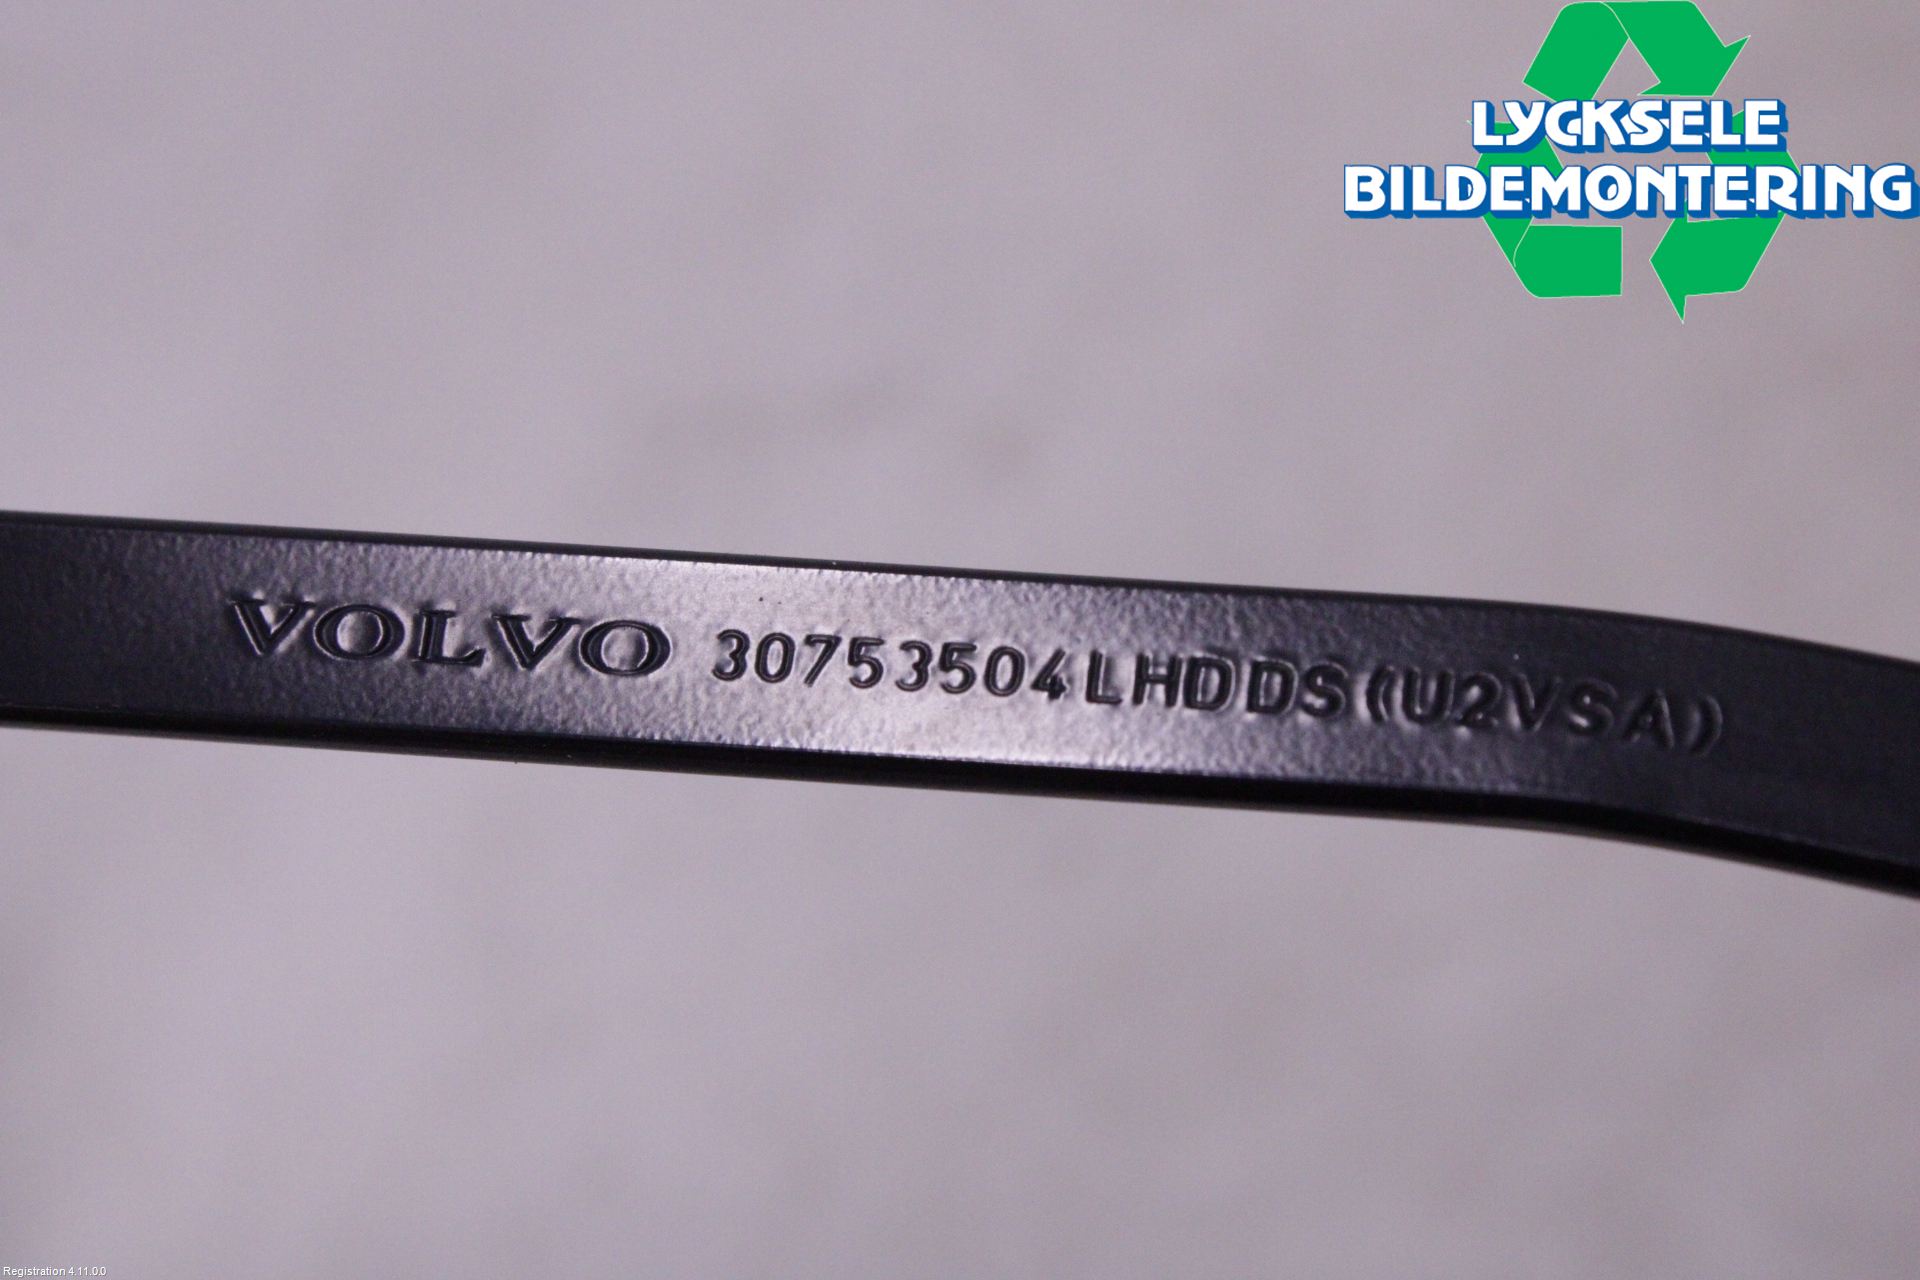 LYCKSELE
BILDEMONTERING
VOLVO 30753504LHDDS(U2VSA)
Registration 4.11.0.0